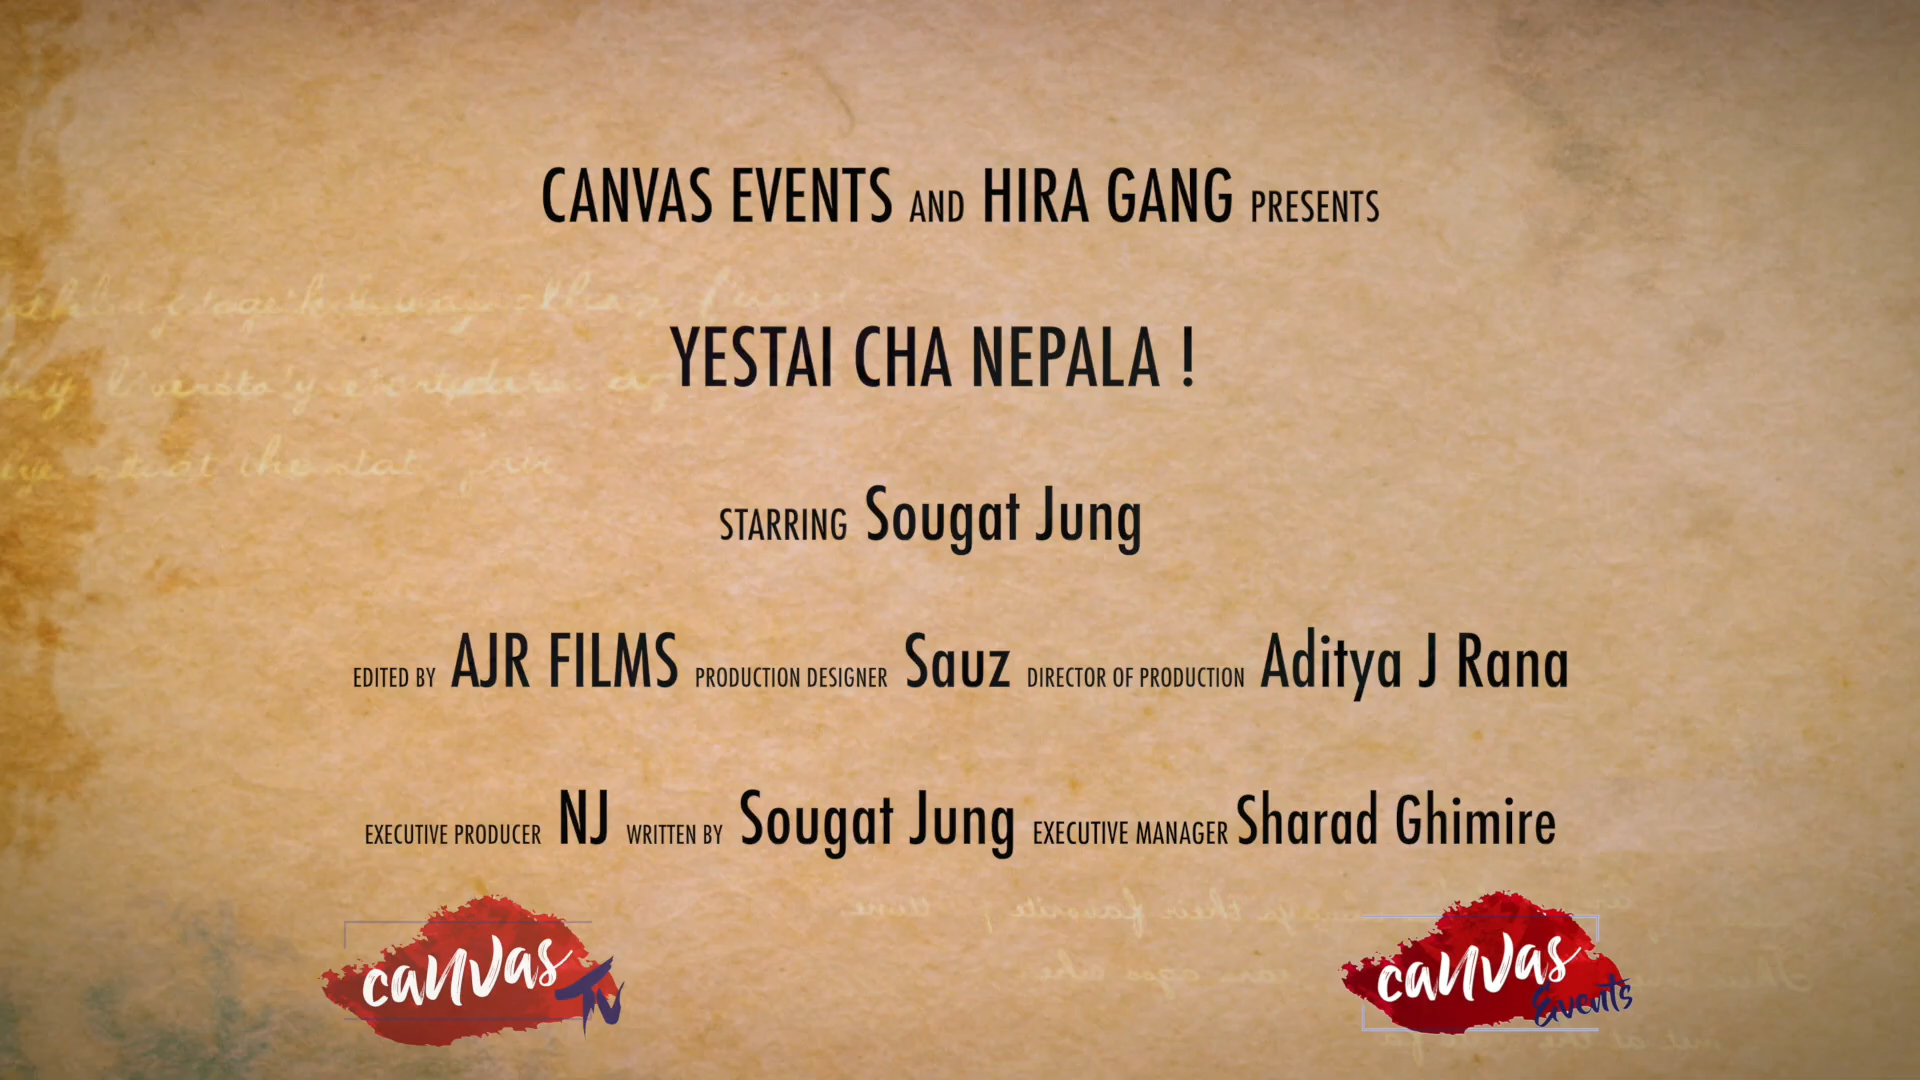 CANVAS EVENTS AND HIRA GANG PRESENTS
YESTAI CHA NEPALA !
STARRING Sougat Jung
EDITED BY AJR FILMS PRODUCTION DESIGNER Sauz DIRECTOR OF PRODUCTION Aditya J Rana
EXECUTIVE PRODUCER NJ WRITTEN BY Sougat Jung EXECUTIVE MANAGER Sharad Ghimire
canvas TV
canvas Events